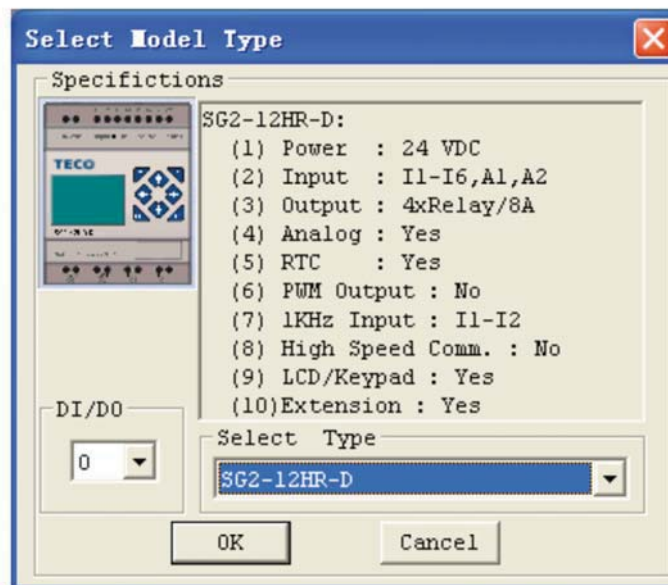 Select Model Type
Specifictions
TECO
SG2-12HR-D:
(1) Power : 24 VDC
(2) Input : I1-I6,A1,A2
(3) Output : 4xRelay/8A
(4) Analog : Yes
(5) RTC : Yes
(6) PWM Output : No
(7) 1KHz Input : I1-I2
(8) High Speed Comm. : No
(9) LCD/Keypad : Yes
(10)Extension : Yes
DI/DO
0
Select Type
SG2-12HR-D
OK
Cancel